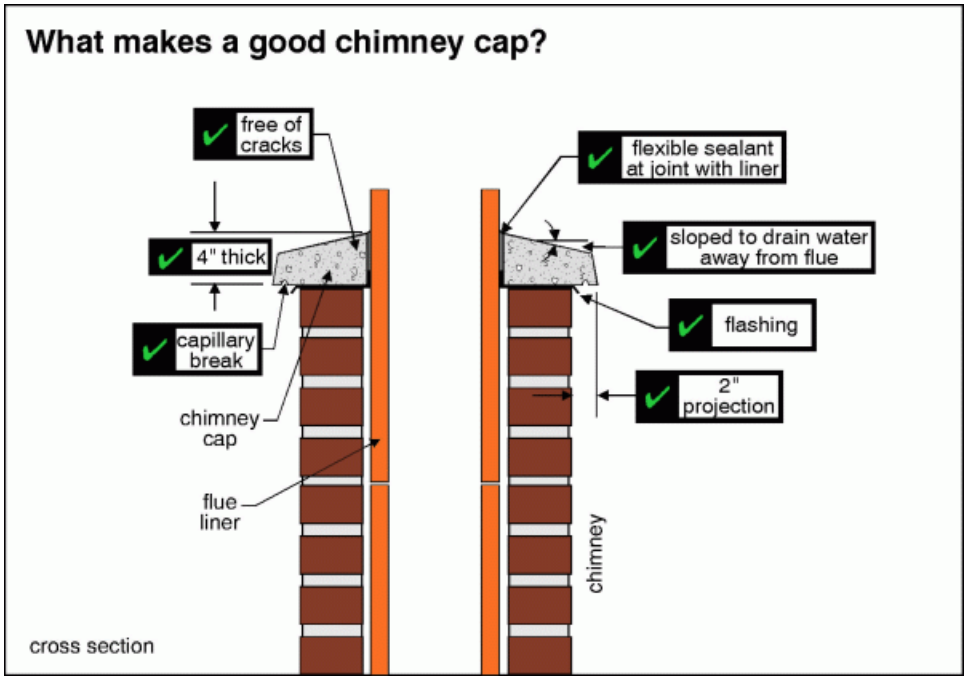 What makes a good chimney cap?
free of
cracks
flexible sealant
at joint with liner
4" thick
sloped to drain water
away from flue
capillary
break
flashing
2"
projection
chimney
cap
flue
liner
chimney
cross section